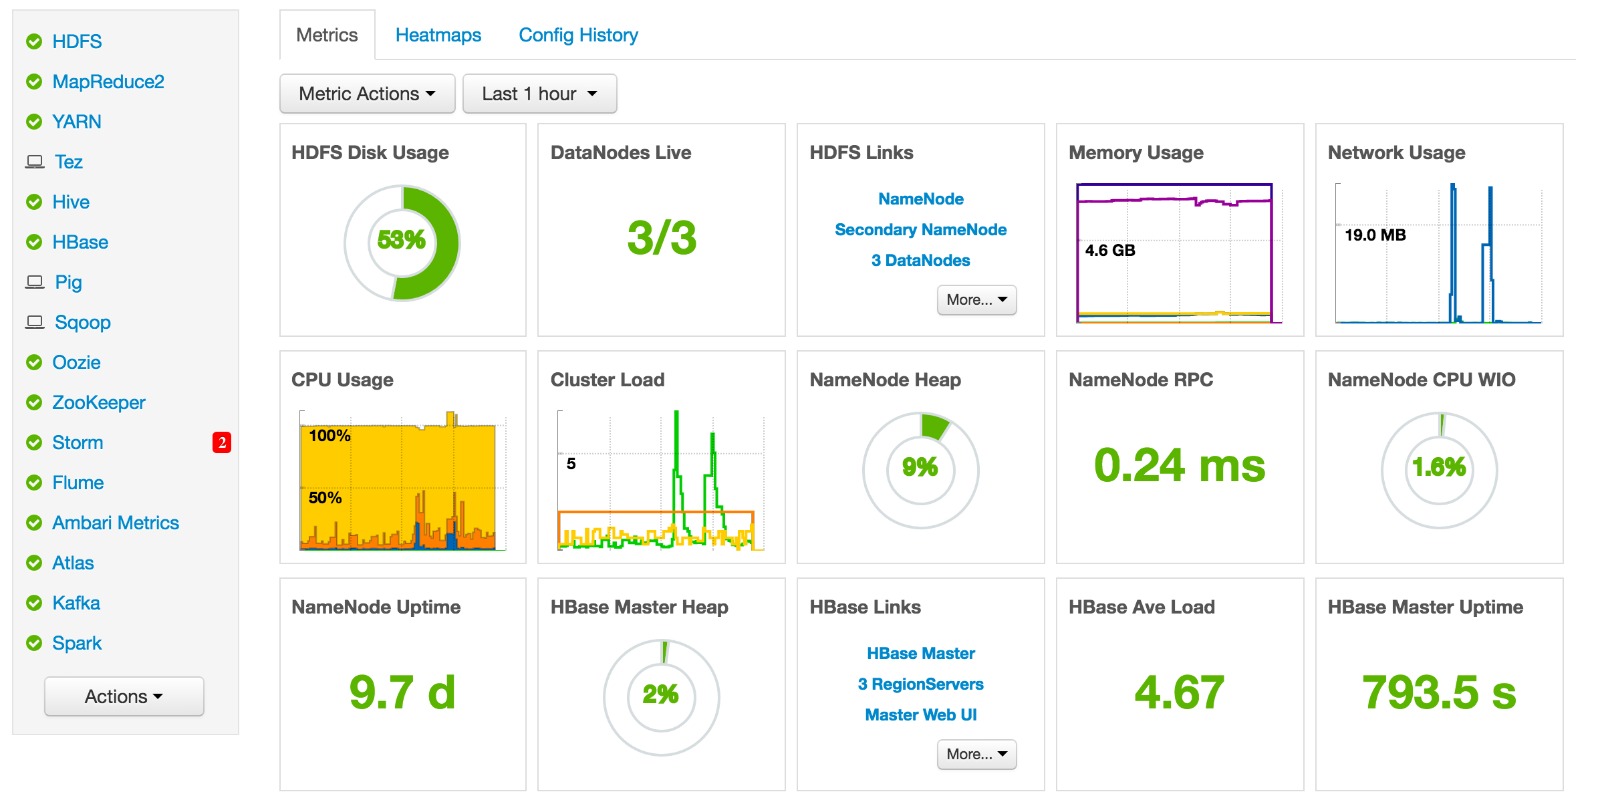 HDFS
MapReduce2
YARN
Tez
Hive
HBase
Pig
Sqoop
Oozie
ZooKeeper
Storm 2
Flume
Ambari Metrics
Atlas
Kafka
Spark
Actions
Metrics Heatmaps Config History
Metric Actions Last 1 hour
HDFS Disk Usage
53%
DataNodes Live
3/3
HDFS Links
NameNode
Secondary NameNode
3 DataNodes
More...
Memory Usage
4.6 GB
Network Usage
19.0 MB
CPU Usage
100%
50%
Cluster Load
5
NameNode Heap
9%
NameNode RPC
0.24 ms
NameNode CPU WIO
1.6%
NameNode Uptime
9.7 d
HBase Master Heap
2%
HBase Links
HBase Master
3 RegionServers
Master Web UI
More...
HBase Ave Load
4.67
HBase Master Uptime
793.5 s